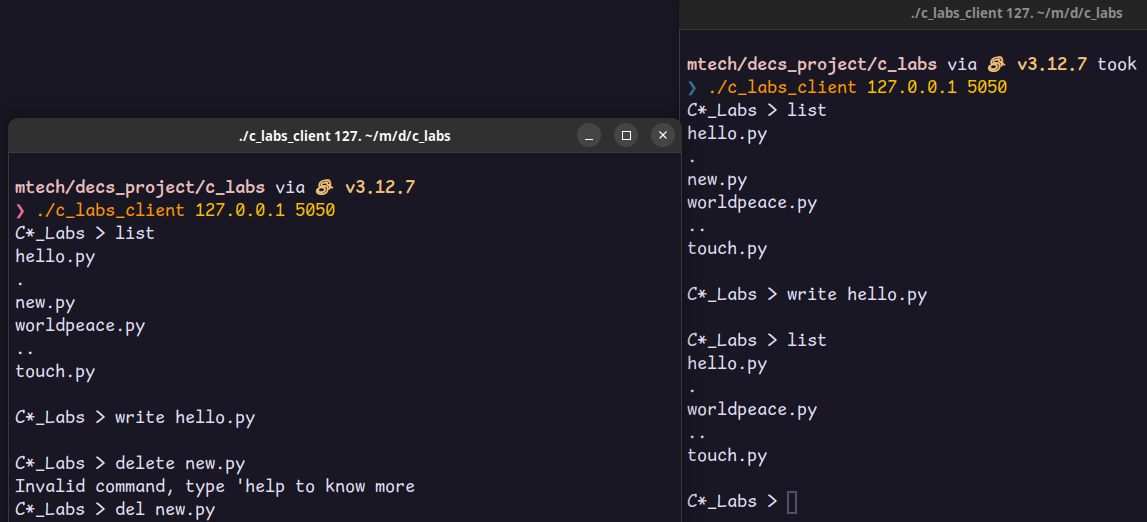 ./c_labs_client 127. ~/m/d/c_labs
mtech/decs_project/c_labs via v3.12.7
❯ ./c_labs_client 127.0.0.1 5050
C*_Labs > list
hello.py
.
new.py
worldpeace.py
..
touch.py
C*_Labs > write hello.py
C*_Labs > delete new.py
Invalid command, type 'help to know more
C*_Labs > del new.py
./c_labs_client 127. ~/m/d/c_labs
mtech/decs_project/c_labs via v3.12.7 took
❯ ./c_labs_client 127.0.0.1 5050
C*_Labs > list
hello.py
.
new.py
worldpeace.py
..
touch.py
C*_Labs > write hello.py
C*_Labs > list
hello.py
.
worldpeace.py
..
touch.py
C*_Labs >